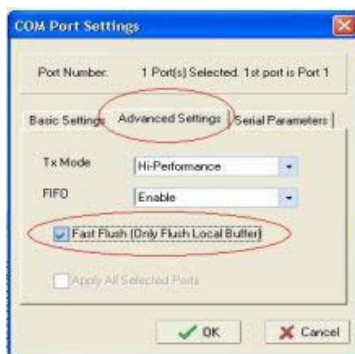 COM Port Settings
Port Number: 1 Port(s) Selected. 1st port is Port 1
Basic Settings Advanced Settings Serial Parameters
Tx Mode Hi-Performance
FIFO Enable
Fast Flush (Only Flush Local Buffer)
Apply All Selected Ports
OK Cancel